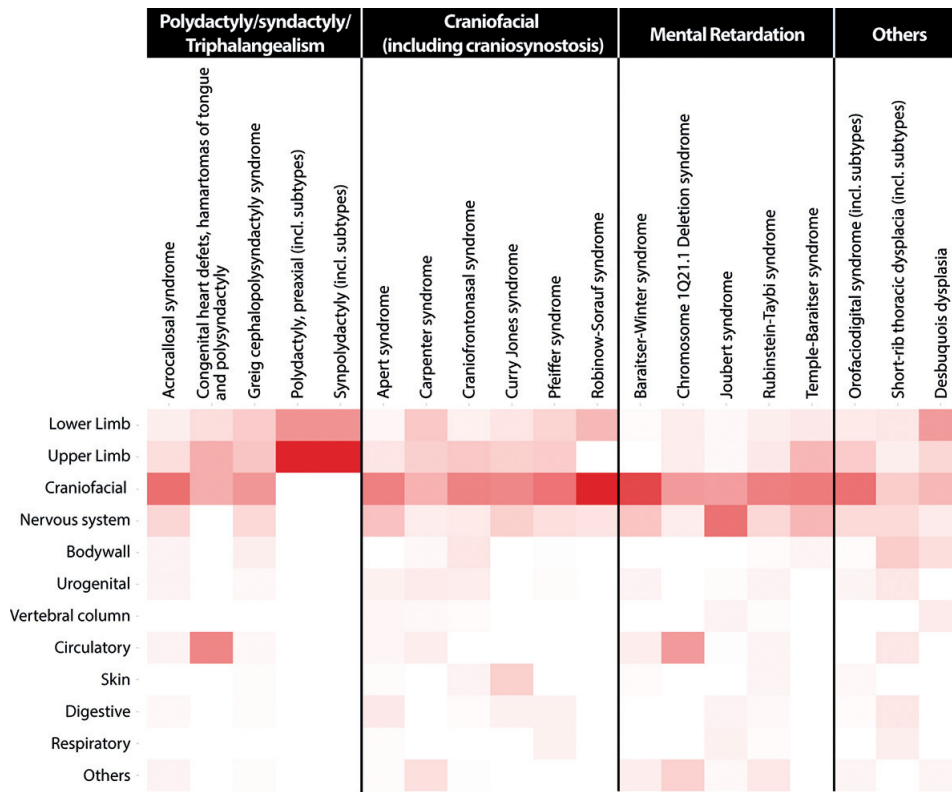 Polydactyly/syndactyly/
Triphalangealism
Craniofacial
(including craniosynostosis)
Mental Retardation
Others
Acrocallosal syndrome
Congenital heart defets, hamartomas of tongue
and polysyndactyly
Greig cephalopolysyndactyly syndrome
Polydactyly, preaxial (incl. subtypes)
Synpolydactyly (incl. subtypes)
Apert syndrome
Carpenter syndrome
Craniofrontonasal syndrome
Curry Jones syndrome
Pfeiffer syndrome
Robinow-Sorauf syndrome
Baraitser-Winter syndrome
Chromosome 1Q21.1 Deletion syndrome
Joubert syndrome
Rubinstein-Taybi syndrome
Temple-Baraitser syndrome
Orofaciodigital syndrome (incl. subtypes)
Short-rib thoracic dysplacia (incl. subtypes)
Desbuquois dysplasia
Lower Limb
Upper Limb
Craniofacial
Nervous system
Bodywall
Urogenital
Vertebral column
Circulatory
Skin
Digestive
Respiratory
Others